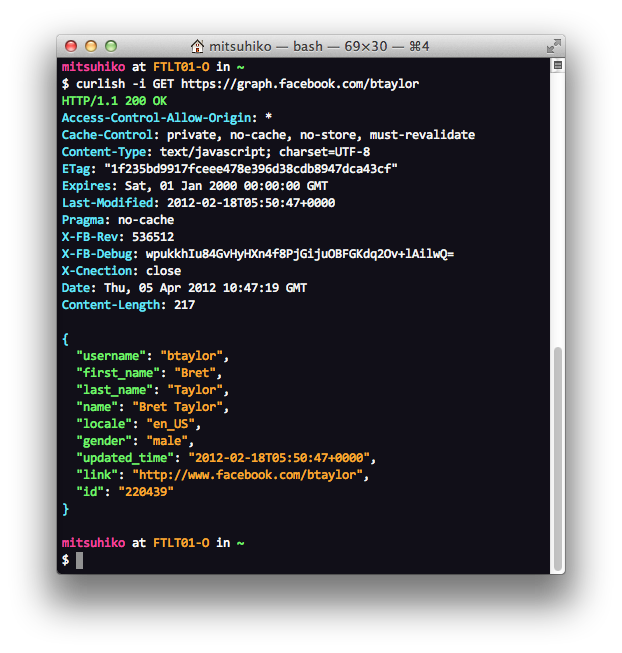 mitsuhiko — bash — 69×30 — ⌘4
mitsuhiko at FTLT01-O in ~
$ curlish -i GET https://graph.facebook.com/btaylor
HTTP/1.1 200 OK
Access-Control-Allow-Origin: *
Cache-Control: private, no-cache, no-store, must-revalidate
Content-Type: text/javascript; charset=UTF-8
ETag: "1f235bd9917fceee478e396d38cdb8947dca43cf"
Expires: Sat, 01 Jan 2000 00:00:00 GMT
Last-Modified: 2012-02-18T05:50:47+0000
Pragma: no-cache
X-FB-Rev: 536512
X-FB-Debug: wpukkhIu84GvHyHXn4f8PjGijuOBFGKdq2Ov+lAilwQ=
X-Cnection: close
Date: Thu, 05 Apr 2012 10:47:19 GMT
Content-Length: 217

{
  "username": "btaylor",
  "first_name": "Bret",
  "last_name": "Taylor",
  "name": "Bret Taylor",
  "locale": "en_US",
  "gender": "male",
  "updated_time": "2012-02-18T05:50:47+0000",
  "link": "http://www.facebook.com/btaylor",
  "id": "220439"
}

mitsuhiko at FTLT01-O in ~
$